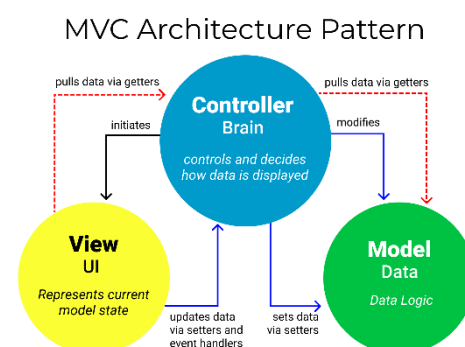 MVC Architecture Pattern
pulls data via getters
pulls data via getters
Controller
Brain
controls and decides
how data is displayed
initiates
modifies
View
UI
Represents current
model state
Model
Data
Data Logic
updates data
via setters and
event handlers
sets data
via setters